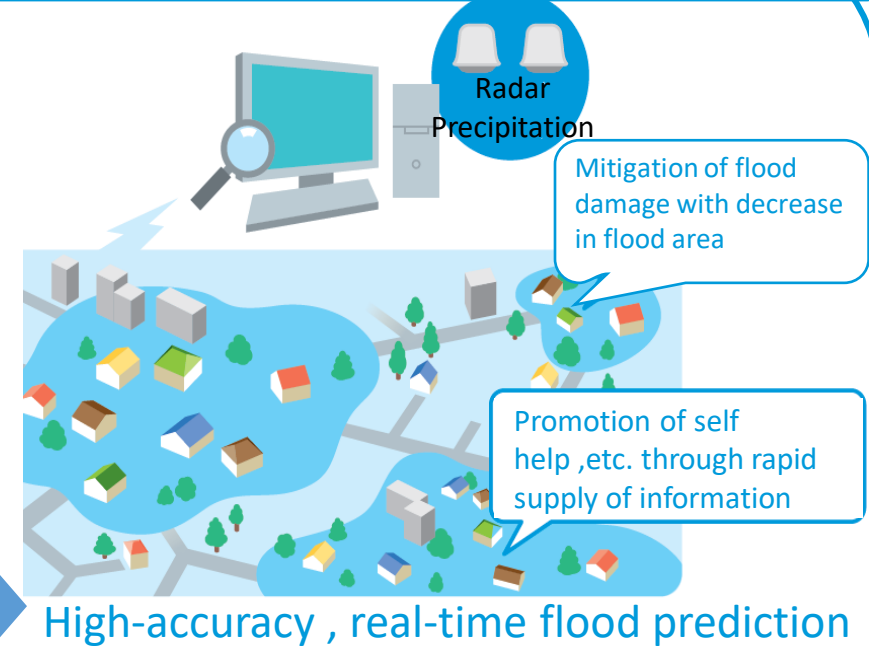 Radar
Precipitation
Mitigation of flood
damage with decrease
in flood area
Promotion of self
help ,etc. through rapid
supply of information
High-accuracy , real-time flood prediction